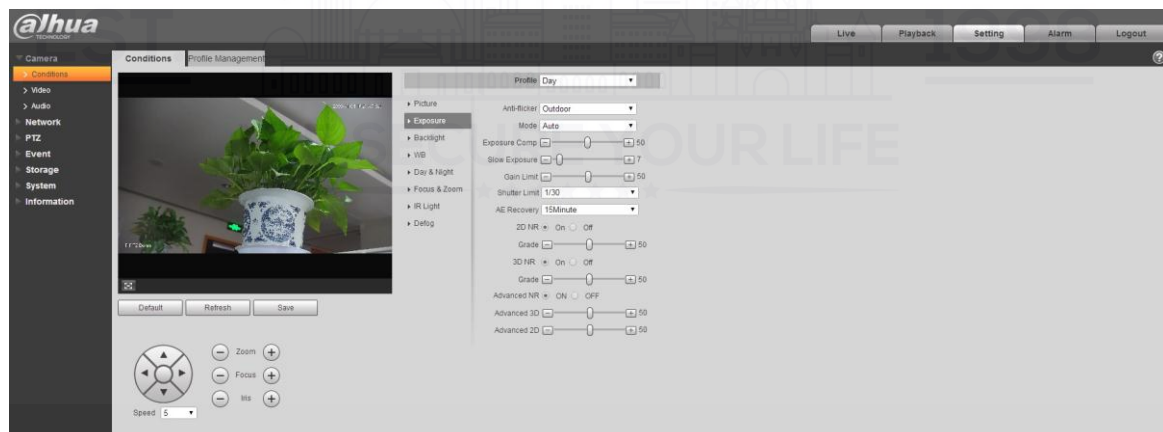 alhua
TECHNOLOGY
Live Playback Setting Alarm Logout
Camera
Conditions
Video
Audio
Network
PTZ
Event
Storage
System
Information
Conditions Profile Management
Default Refresh Save
Zoom
Focus
Iris
Speed 5
Picture
Exposure
Backlight
WB
Day & Night
Focus & Zoom
IR Light
Defog
Profile Day
Anti-flicker Outdoor
Mode Auto
Exposure Comp 50
Slow Exposure 7
Gain Limit 50
Shutter Limit 1/30
AE Recovery 15Minute
2D NR On Off
Grade 50
3D NR On Off
Grade 50
Advanced NR ON OFF
Advanced 3D 50
Advanced 2D 50
SECURE YOUR LIFE